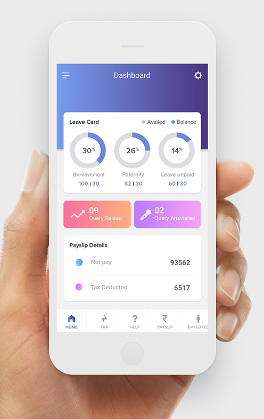 Dashboard
Leave Card
Availed
Balance
30%
26%
14%
Bereavement
Paternity
Leave unpaid
100 | 30
82 | 30
60 | 30
09
Query Raised
02
Query Answered
Payslip Details
Net pay
93562
Tax Deducted
6517
HOME
TAX
HELP
PAYSLIP